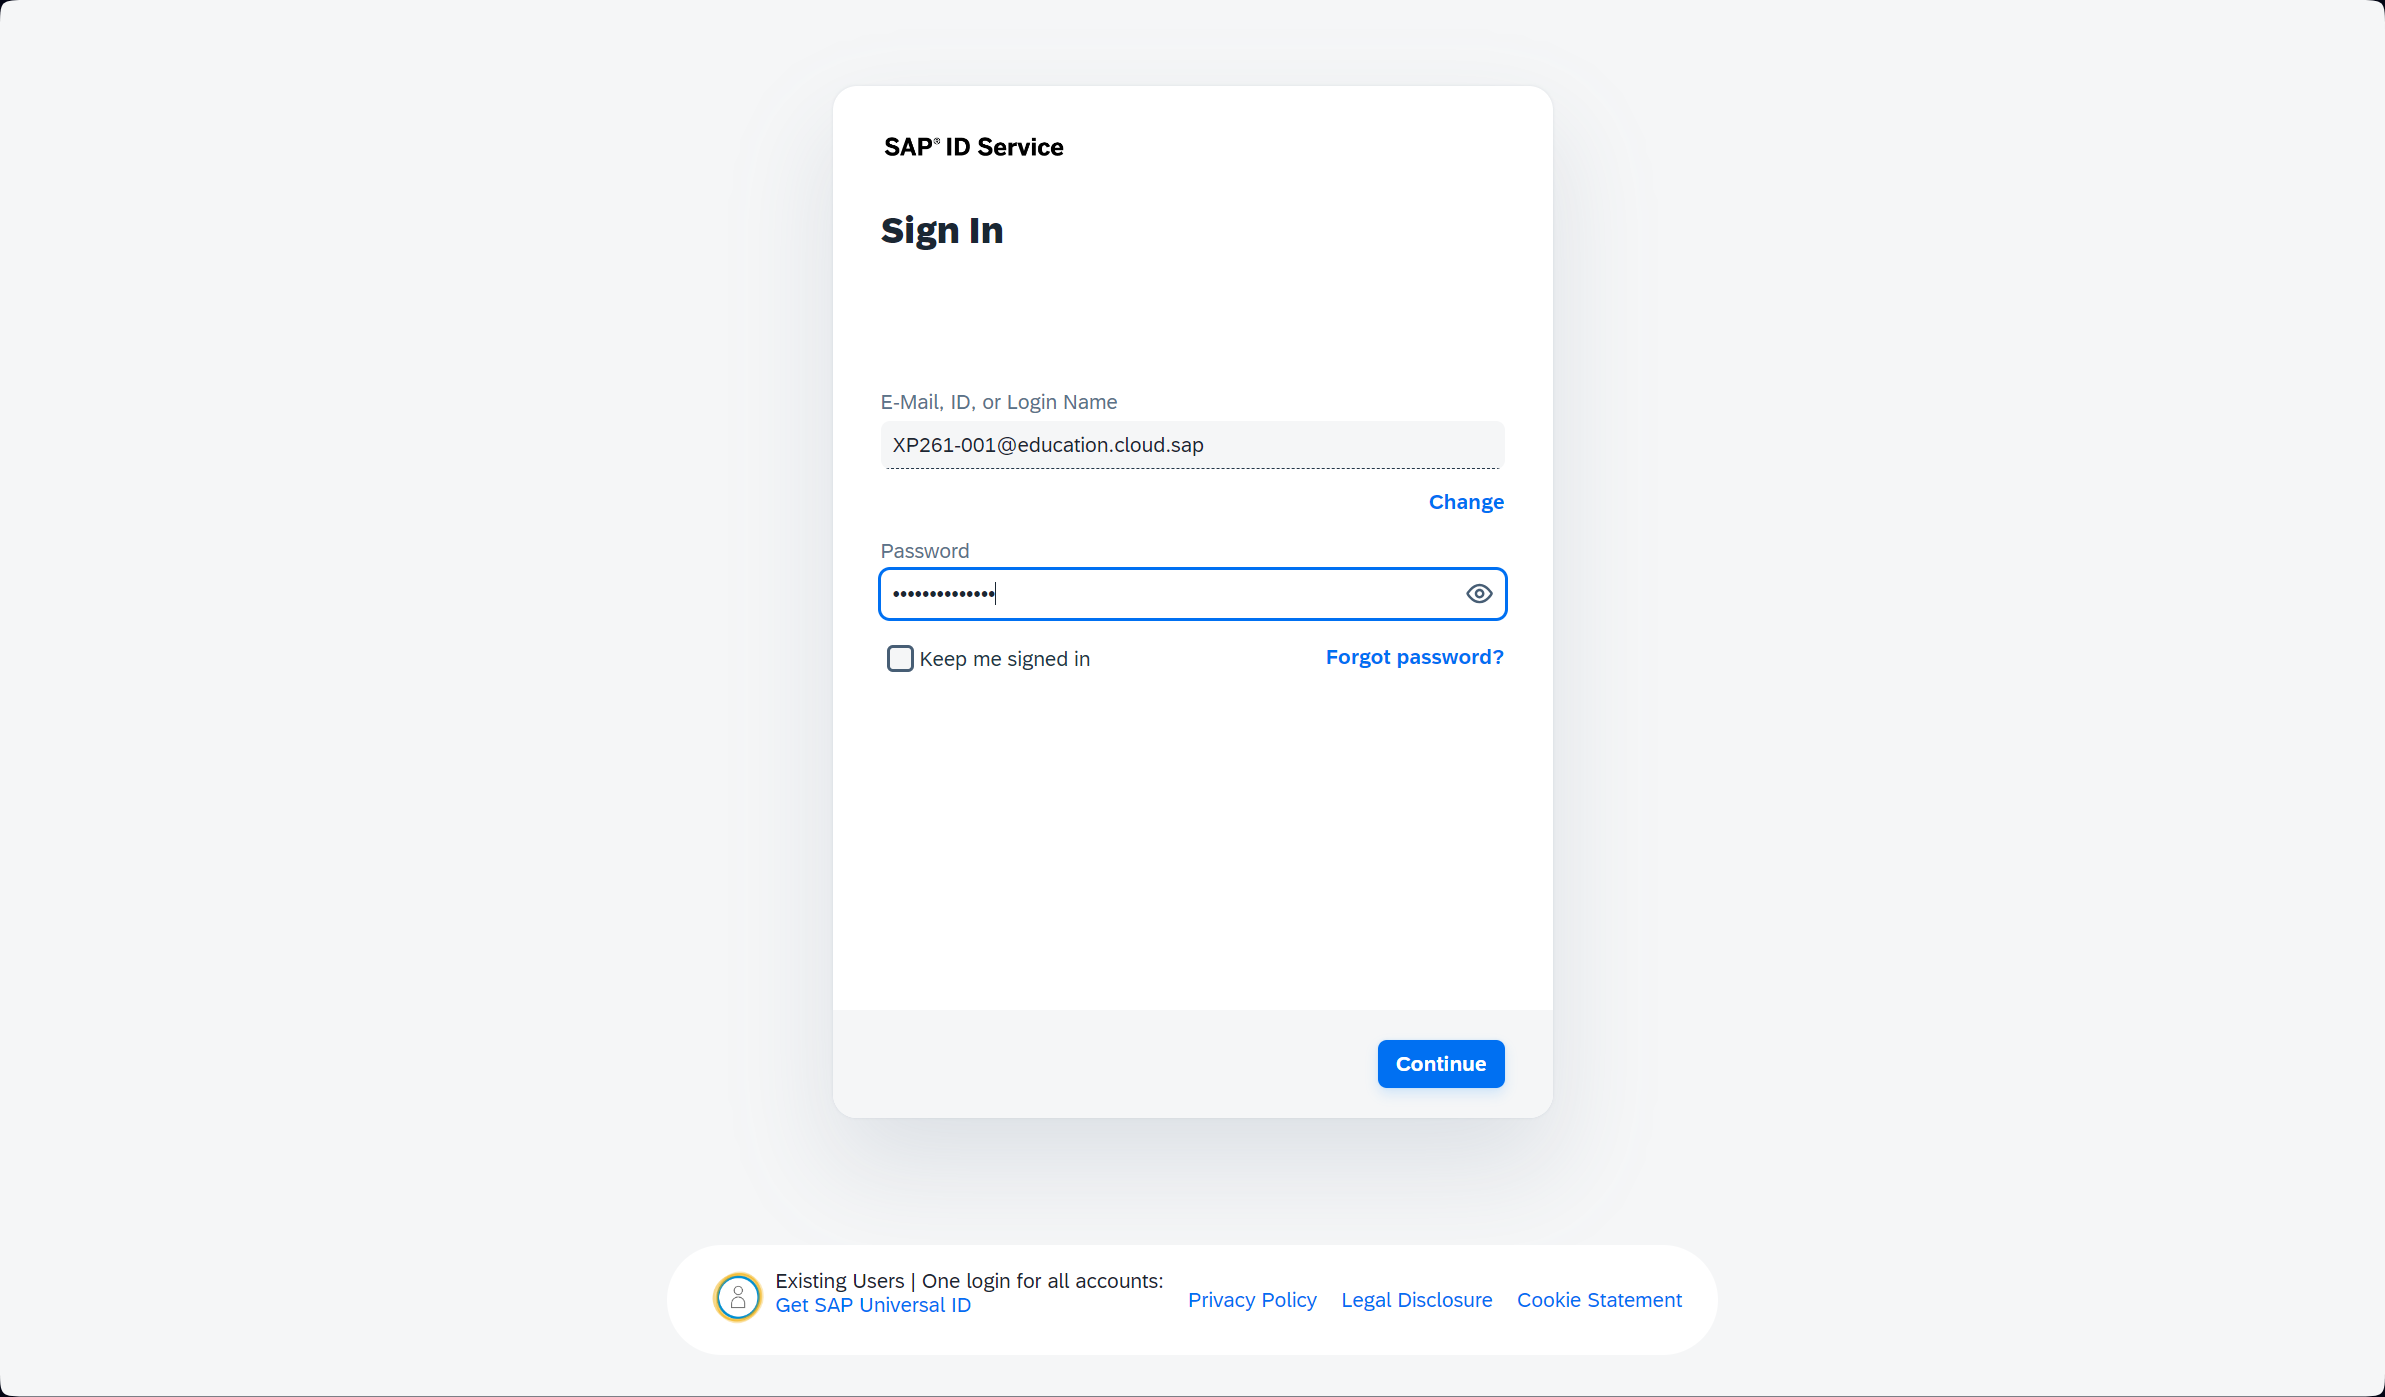 SAP® ID Service
Sign In
E-Mail, ID, or Login Name
XP261-001@education.cloud.sap
Change
Password
••••••••••••••
Keep me signed in
Forgot password?
Continue
Existing Users | One login for all accounts:
Get SAP Universal ID
Privacy Policy
Legal Disclosure
Cookie Statement